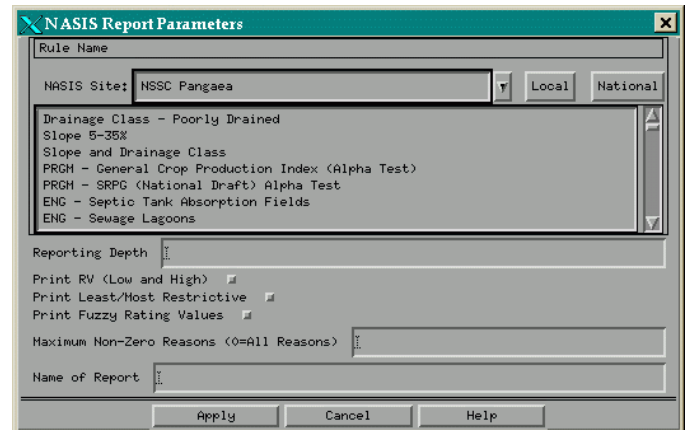 NASIS Report Parameters
Rule Name
NASIS Site: NSSC Pangaea Local National
Drainage Class - Poorly Drained
Slope 5-35%
Slope and Drainage Class
PRGM - General Crop Production Index (Alpha Test)
PRGM - SRPG (National Draft) Alpha Test
ENG - Septic Tank Absorption Fields
ENG - Sewage Lagoons
Reporting Depth
Print RV (Low and High)
Print Least/Most Restrictive
Print Fuzzy Rating Values
Maximum Non-Zero Reasons (0=All Reasons)
Name of Report
Apply Cancel Help